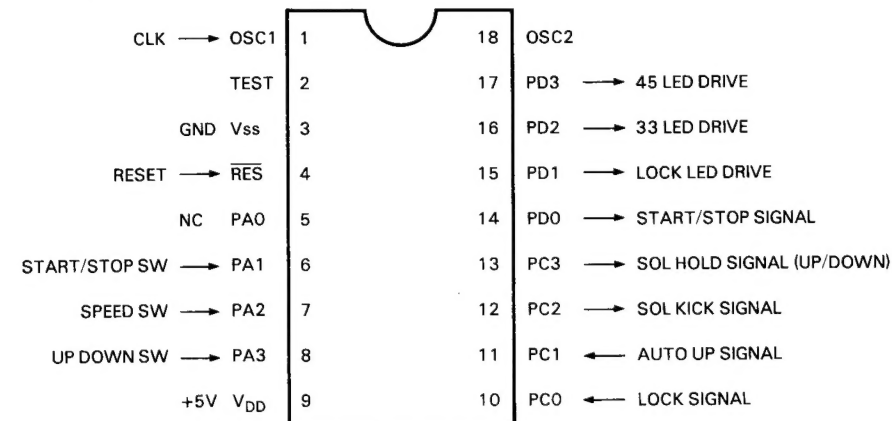 CLK → OSC1 1 18 OSC2
TEST 2 17 PD3 → 45 LED DRIVE
GND Vss 3 16 PD2 → 33 LED DRIVE
RESET → R̅E̅S̅ 4 15 PD1 → LOCK LED DRIVE
NC PA0 5 14 PD0 → START/STOP SIGNAL
START/STOP SW → PA1 6 13 PC3 → SOL HOLD SIGNAL (UP/DOWN)
SPEED SW → PA2 7 12 PC2 → SOL KICK SIGNAL
UP DOWN SW → PA3 8 11 PC1 ← AUTO UP SIGNAL
+5V VDD 9 10 PC0 ← LOCK SIGNAL